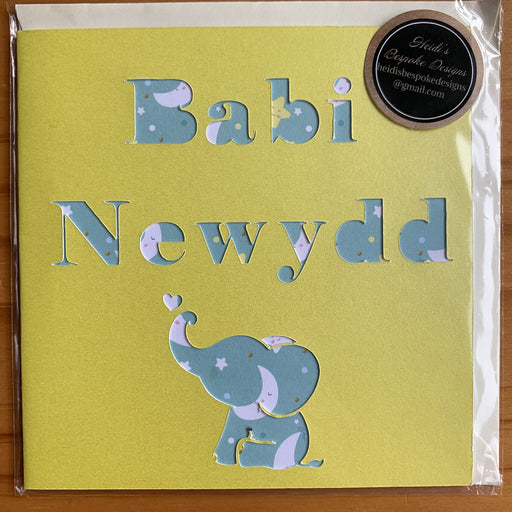 Babi
Newydd
Heidi's
Bespoke Designs
heidisbespokedesigns
@gmail.com